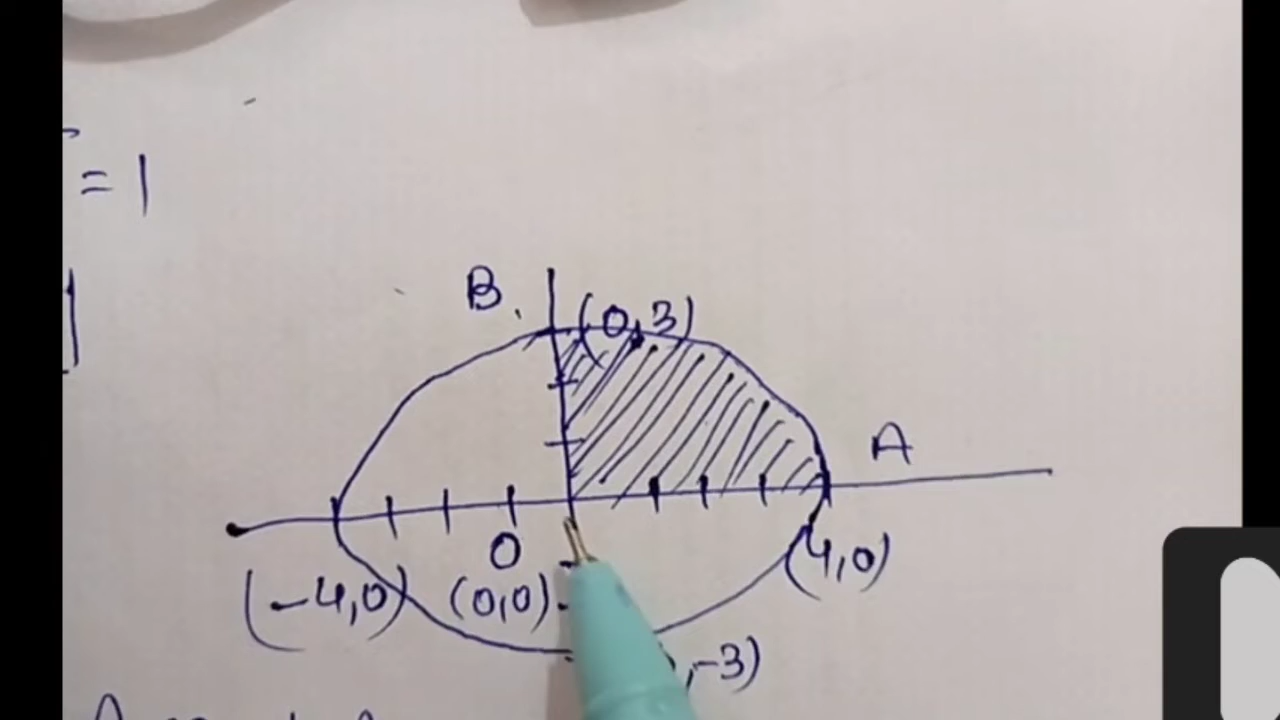 = 1
B.
(0,3)
A
O
(4,0)
(-4,0)
(0,0)
,-3)